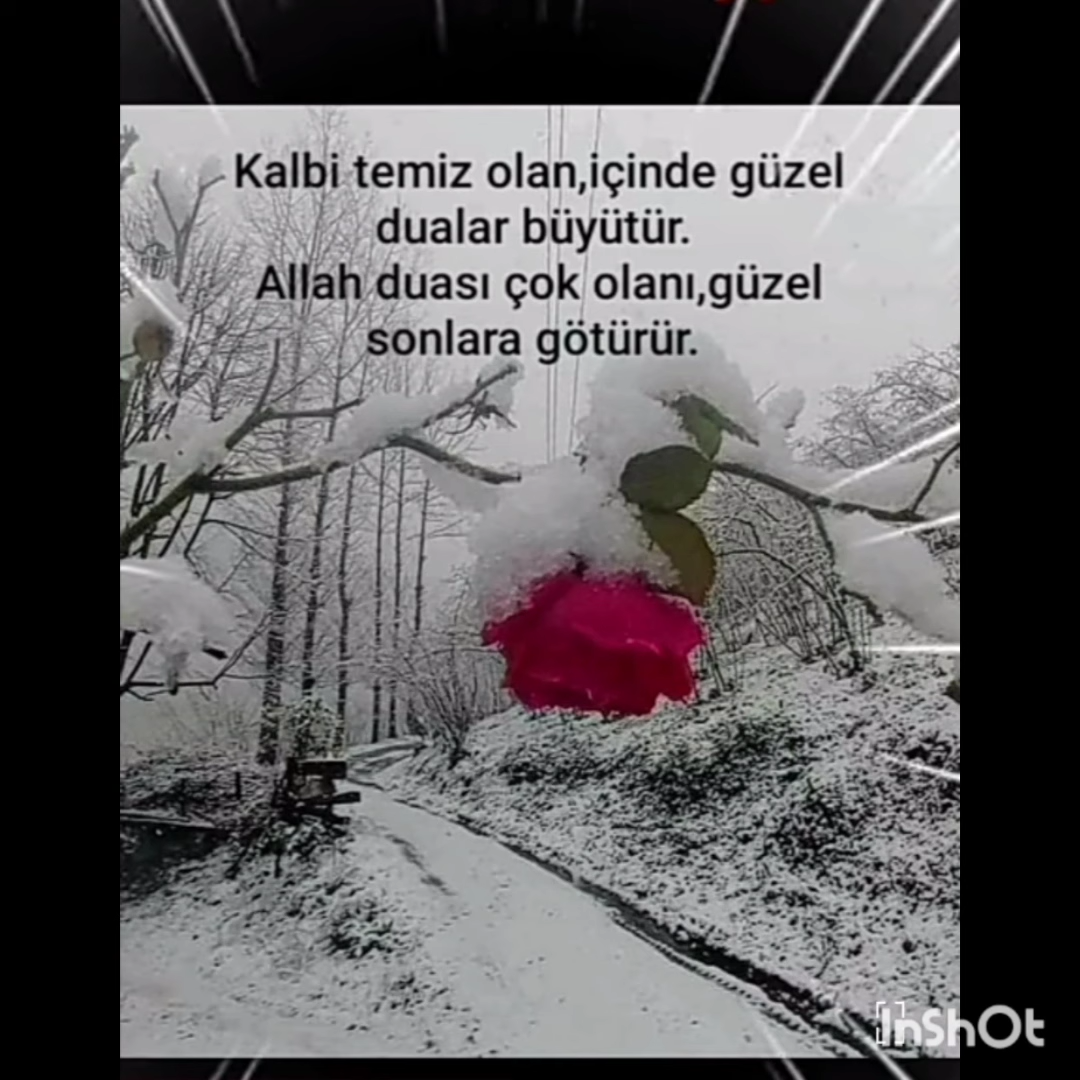 Kalbi temiz olan,içinde güzel
dualar büyütür.
Allah duası çok olanı,güzel
sonlara götürür.
InShOt